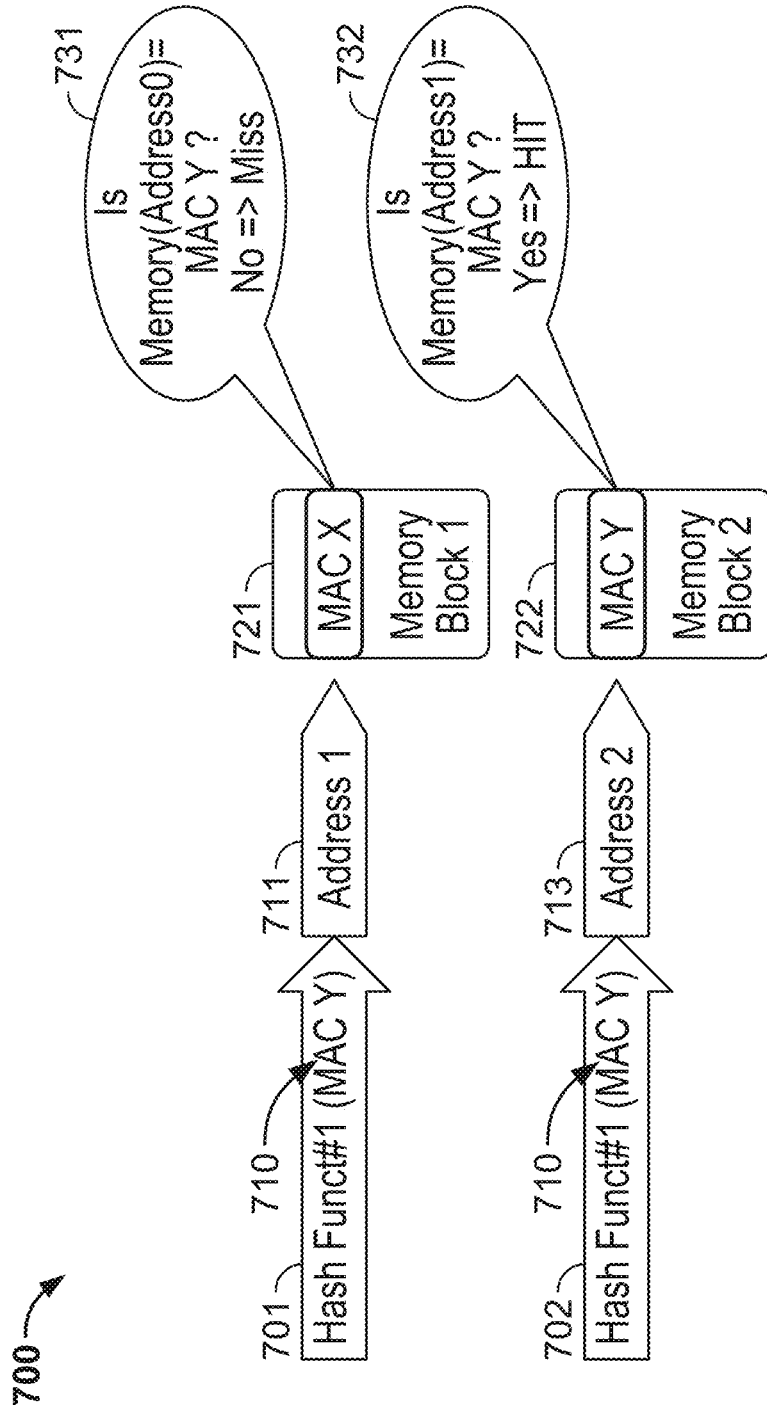 700
701
Hash Funct#1 (MAC Y)
710
711
Address 1
721
MAC X
Memory
Block 1
731
Is
Memory(Address0)=
MAC Y ?
No => Miss
702
Hash Funct#1 (MAC Y)
710
713
Address 2
722
MAC Y
Memory
Block 2
732
Is
Memory(Address1)=
MAC Y ?
Yes => HIT